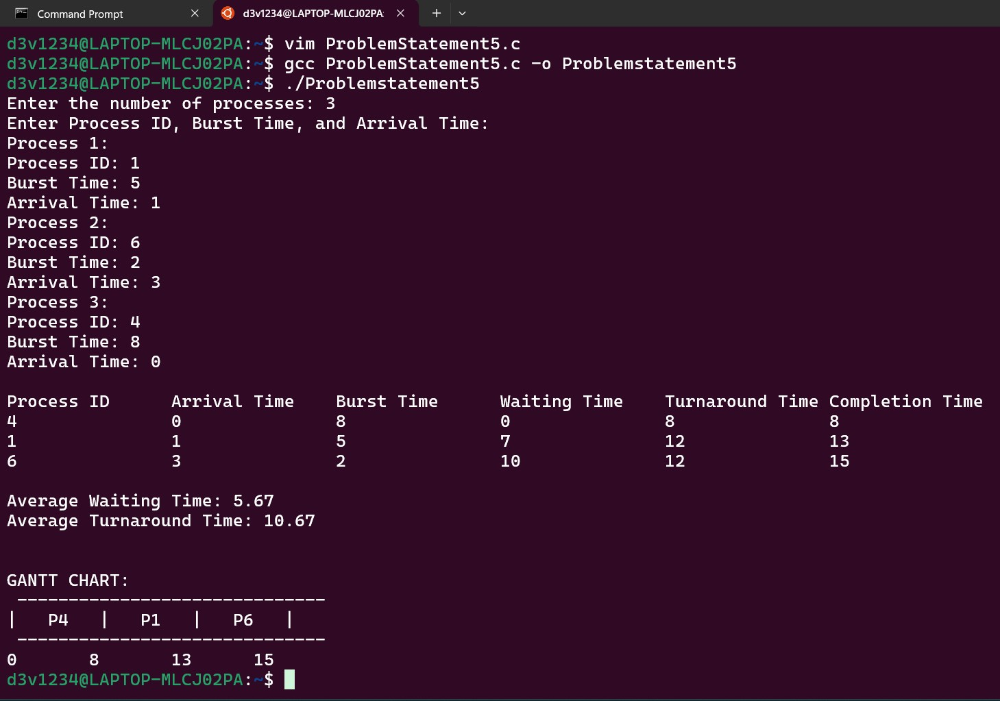 Command Prompt
d3v1234@LAPTOP-MLCJ02PA:
d3v1234@LAPTOP-MLCJ02PA:~$ vim ProblemStatement5.c
d3v1234@LAPTOP-MLCJ02PA:~$ gcc ProblemStatement5.c -o Problemstatement5
d3v1234@LAPTOP-MLCJ02PA:~$ ./Problemstatement5
Enter the number of processes: 3
Enter Process ID, Burst Time, and Arrival Time:
Process 1:
Process ID: 1
Burst Time: 5
Arrival Time: 1
Process 2:
Process ID: 6
Burst Time: 2
Arrival Time: 3
Process 3:
Process ID: 4
Burst Time: 8
Arrival Time: 0
Process ID Arrival Time Burst Time Waiting Time Turnaround Time Completion Time
4 0 8 0 8 8
1 1 5 7 12 13
6 3 2 10 12 15
Average Waiting Time: 5.67
Average Turnaround Time: 10.67
GANTT CHART:
------------------------------
| P4 | P1 | P6 |
------------------------------
0 8 13 15
d3v1234@LAPTOP-MLCJ02PA:~$